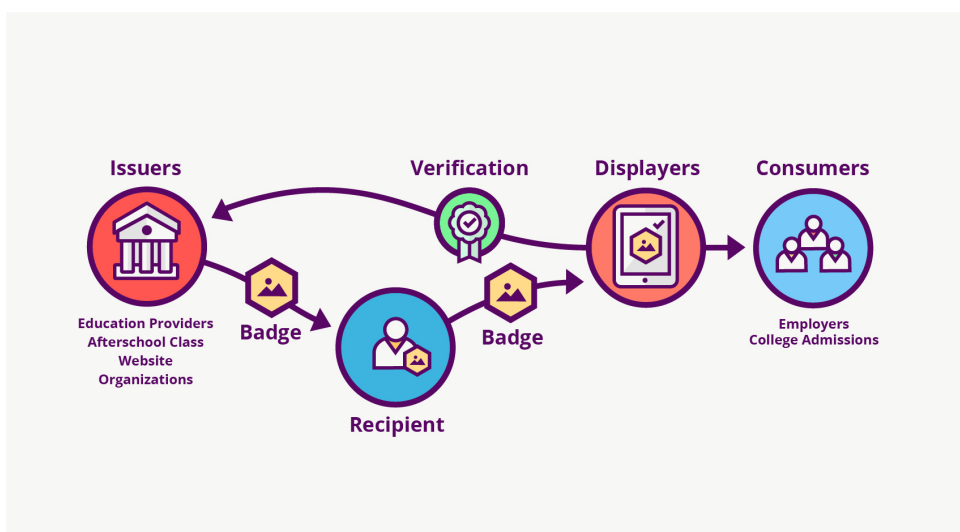 Issuers
Verification
Displayers
Consumers
Badge
Badge
Education Providers
Afterschool Class
Website
Organizations
Employers
College Admissions
Recipient